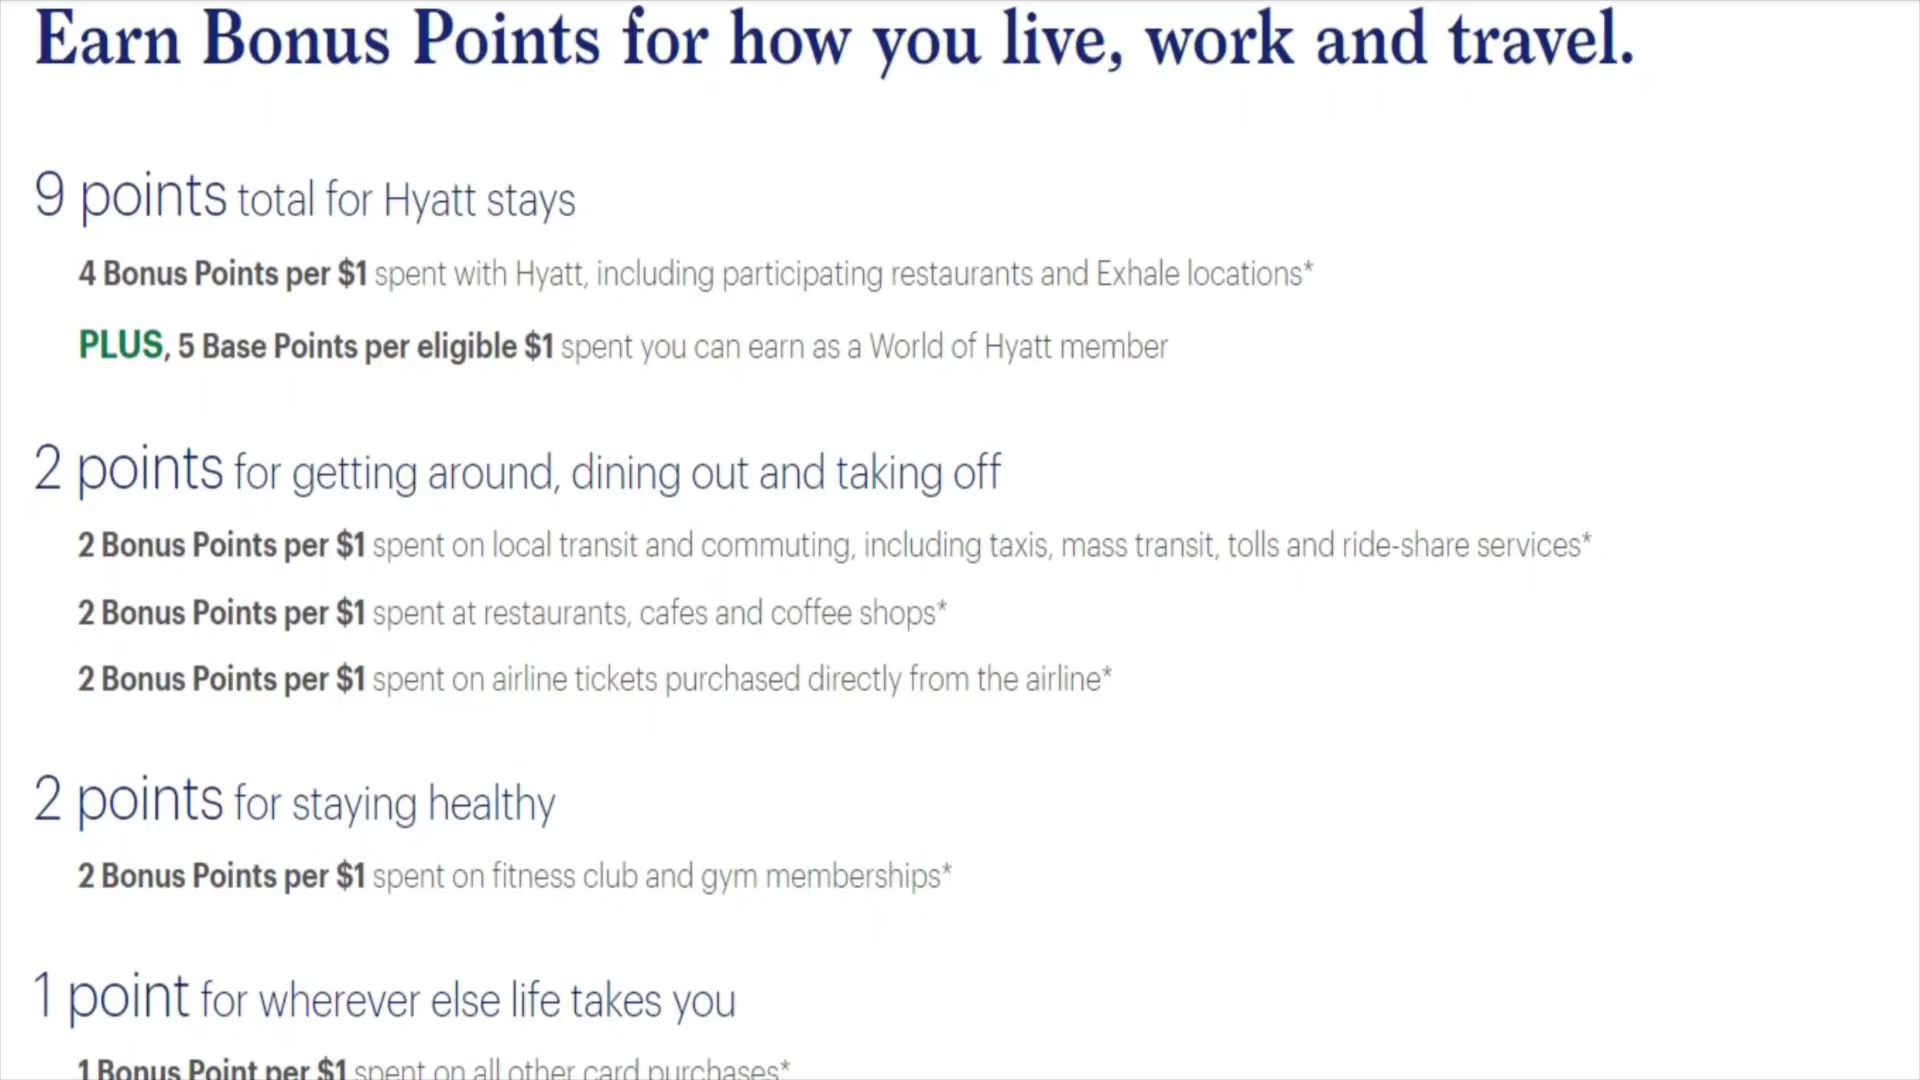 Earn Bonus Points for how you live, work and travel.
9 points total for Hyatt stays
4 Bonus Points per $1 spent with Hyatt, including participating restaurants and Exhale locations*
PLUS, 5 Base Points per eligible $1 spent you can earn as a World of Hyatt member
2 points for getting around, dining out and taking off
2 Bonus Points per $1 spent on local transit and commuting, including taxis, mass transit, tolls and ride-share services*
2 Bonus Points per $1 spent at restaurants, cafes and coffee shops*
2 Bonus Points per $1 spent on airline tickets purchased directly from the airline*
2 points for staying healthy
2 Bonus Points per $1 spent on fitness club and gym memberships*
1 point for wherever else life takes you
1 Bonus Point per $1 spent on all other card purchases*